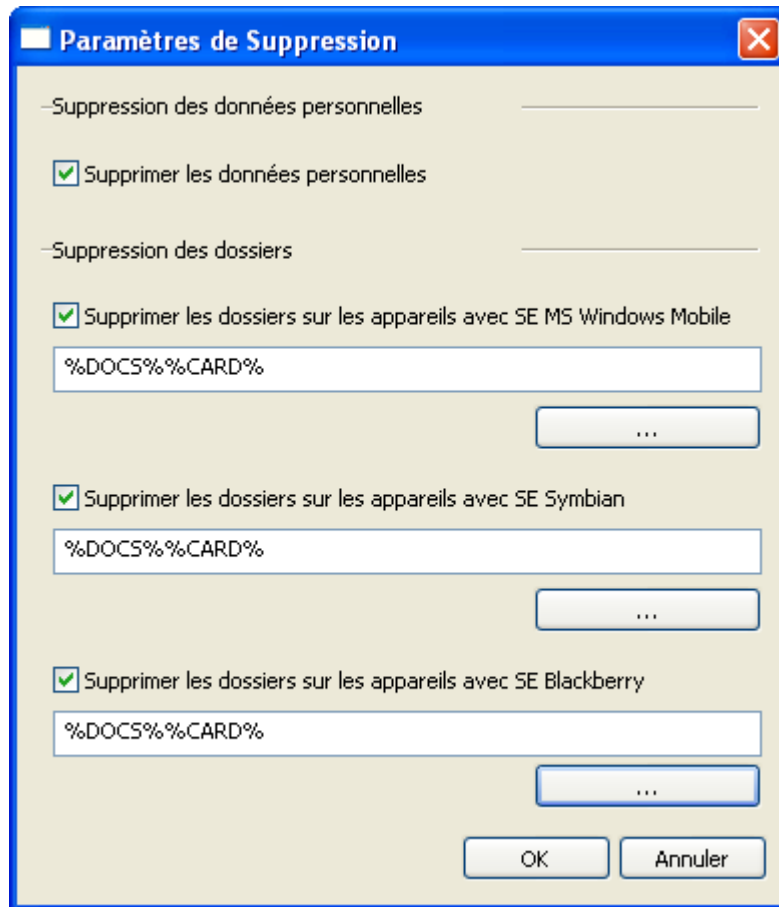 Paramètres de Suppression
Suppression des données personnelles
Supprimer les données personnelles
Suppression des dossiers
Supprimer les dossiers sur les appareils avec SE MS Windows Mobile
%DOCS%%CARD%
...
Supprimer les dossiers sur les appareils avec SE Symbian
%DOCS%%CARD%
...
Supprimer les dossiers sur les appareils avec SE Blackberry
%DOCS%%CARD%
...
OK Annuler